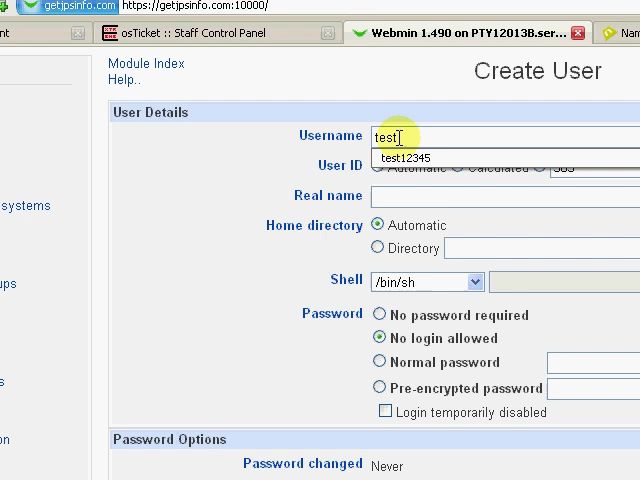 getjpsinfo.com https://getjpsinfo.com:10000/
nt osTicket :: Staff Control Panel Webmin 1.490 on PTY12013B.ser... Nam
Module Index
Help..
Create User
User Details
Username test
test12345
User ID Automatic Calculated
Real name
systems
Home directory Automatic
Directory
ups
Shell /bin/sh
Password No password required
No login allowed
Normal password
s
Pre-encrypted password
Login temporarily disabled
on
Password Options
Password changed Never